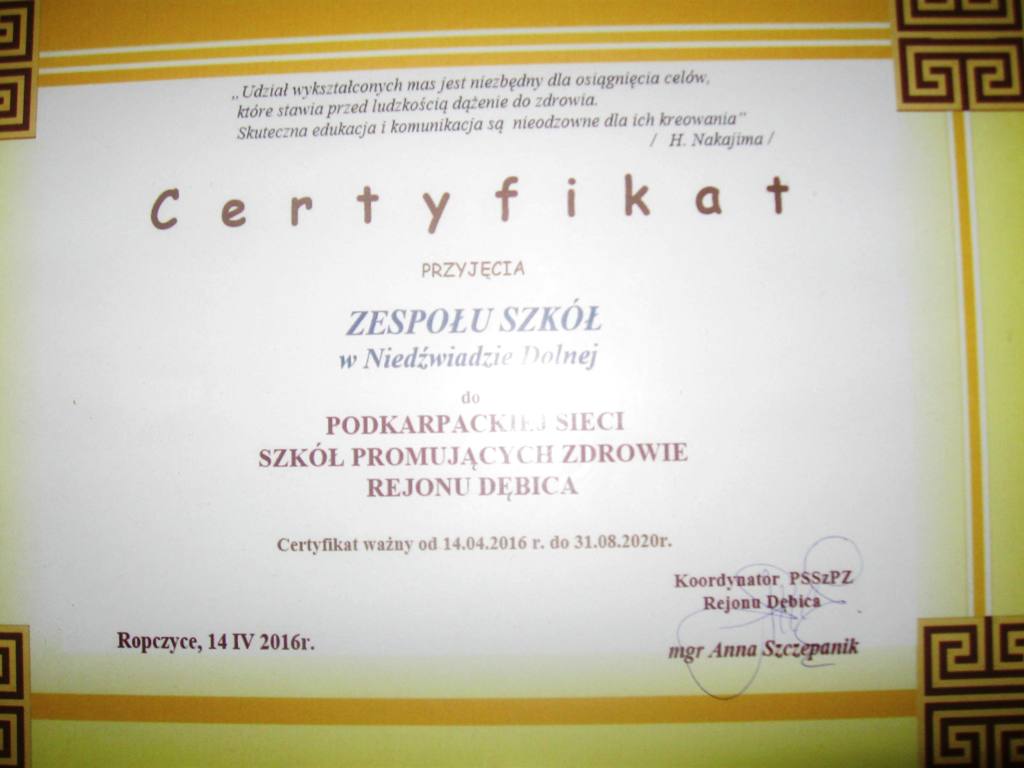 „Udział wykształconych mas jest niezbędny dla osiągnięcia celów,
które stawia przed ludzkością dążenie do zdrowia.
Skuteczna edukacja i komunikacja są nieodzowne dla ich kreowania”
/ H. Nakajima /
Certyfikat
PRZYJĘCIA
ZESPOŁU SZKÓŁ
w Niedźwiadzie Dolnej
do
PODKARPACKIEJ SIECI
SZKÓŁ PROMUJĄCYCH ZDROWIE
REJONU DĘBICA
Certyfikat ważny od 14.04.2016 r. do 31.08.2020r.
Koordynator PSSzPZ
Rejonu Dębica
Ropczyce, 14 IV 2016r.
mgr Anna Szczepanik